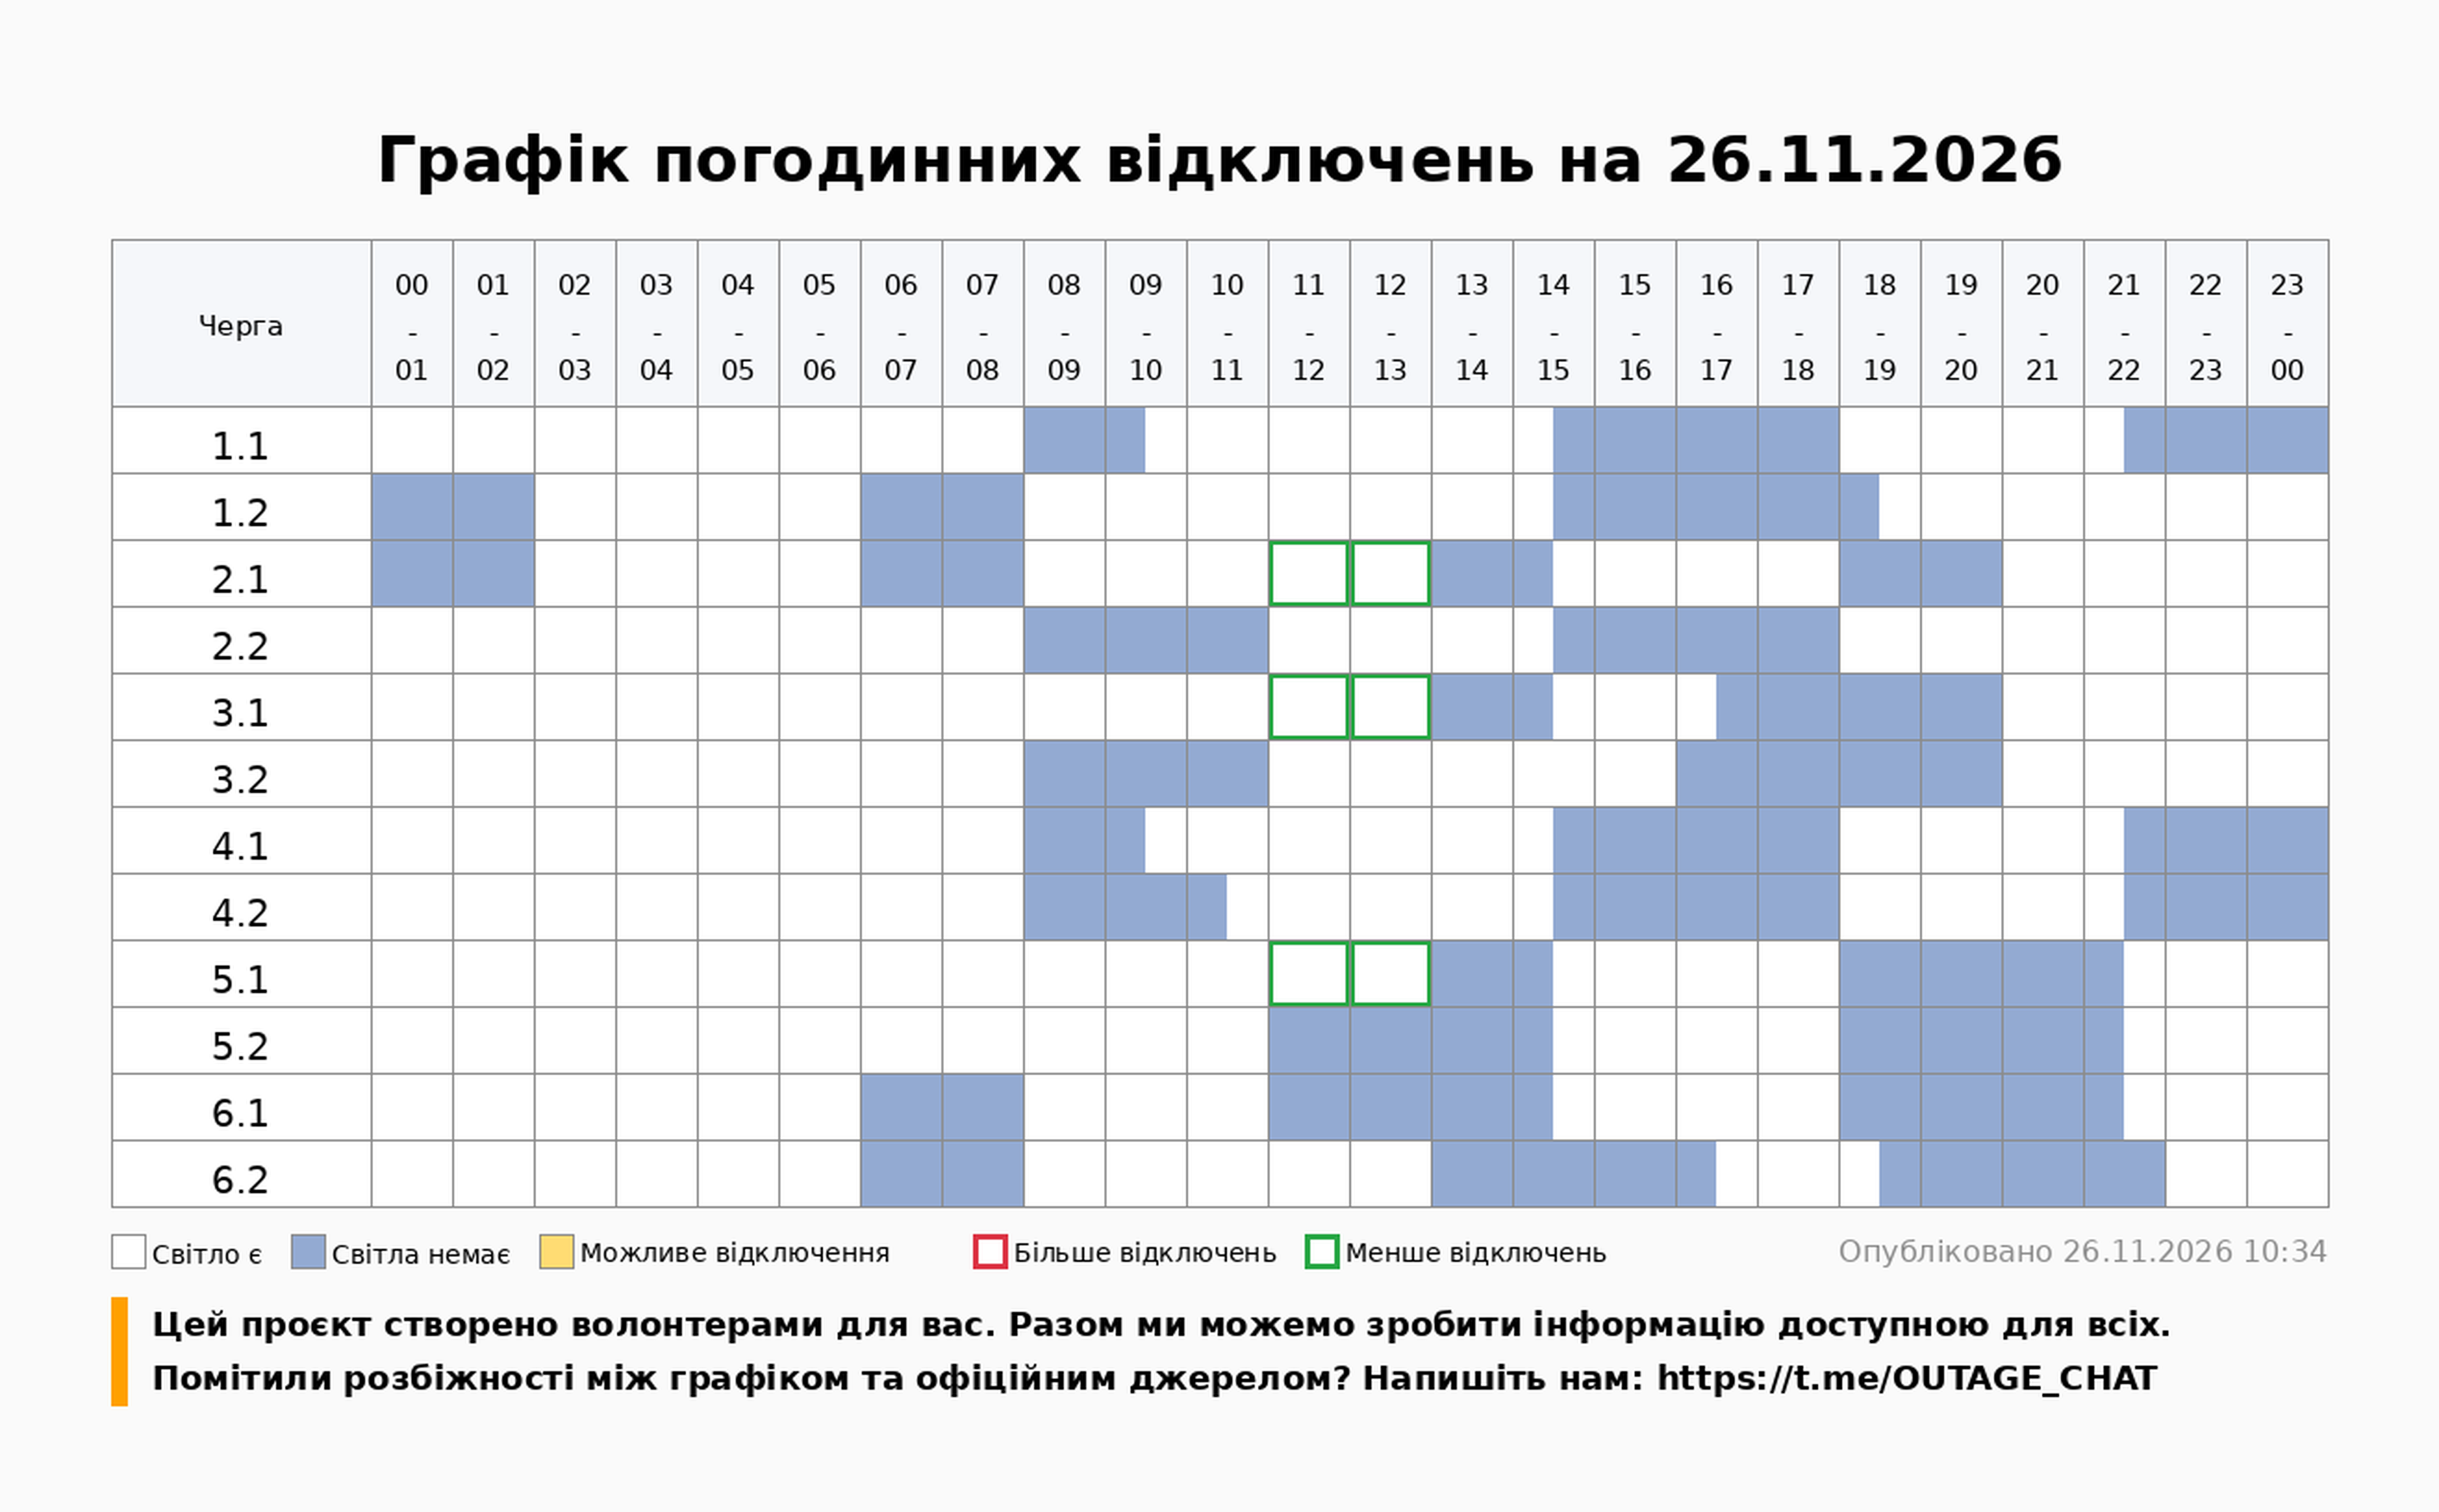 Графік погодинних відключень на 26.11.2026
Черга 00 - 01 01 - 02 02 - 03 03 - 04 04 - 05 05 - 06 06 - 07 07 - 08 08 - 09 09 - 10 10 - 11 11 - 12 12 - 13 13 - 14 14 - 15 15 - 16 16 - 17 17 - 18 18 - 19 19 - 20 20 - 21 21 - 22 22 - 23 23 - 00
1.1
1.2
2.1
2.2
3.1
3.2
4.1
4.2
5.1
5.2
6.1
6.2
Світло є Світла немає Можливе відключення Більше відключень Менше відключень Опубліковано 26.11.2026 10:34
Цей проєкт створено волонтерами для вас. Разом ми можемо зробити інформацію доступною для всіх.
Помітили розбіжності між графіком та офіційним джерелом? Напишіть нам: https://t.me/OUTAGE_CHAT